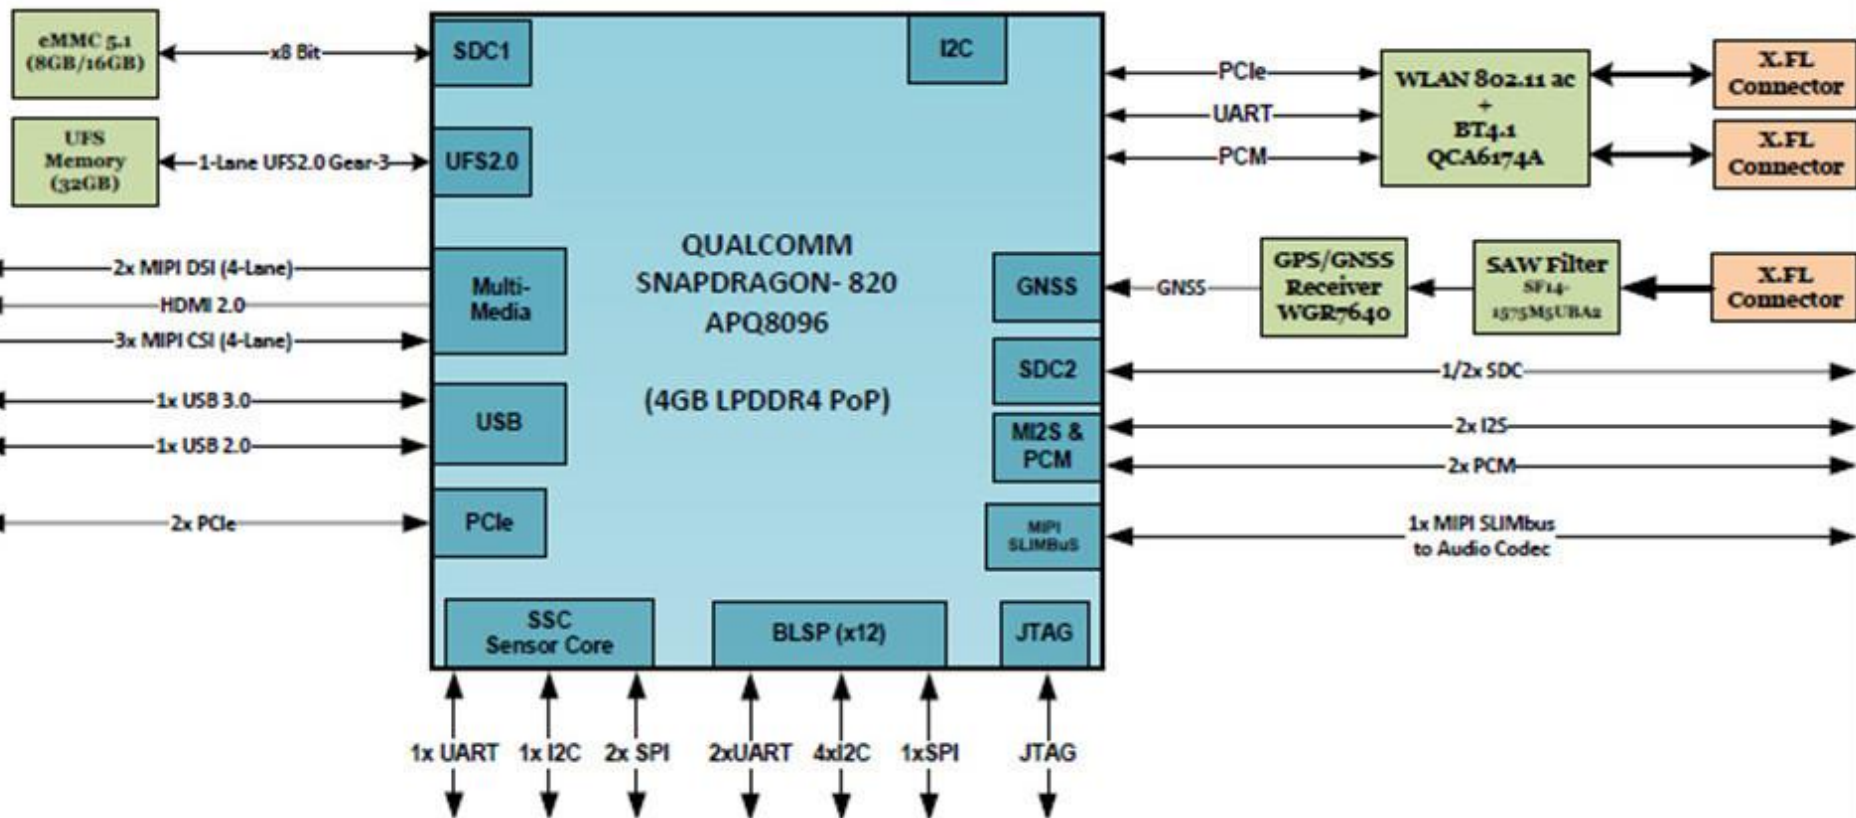 eMMC 5.1
(8GB/16GB)
x8 Bit
SDC1
I2C
PCIe
WLAN 802.11 ac
+
BT4.1
QCA6174A
X.FL
Connector
UART
PCM
X.FL
Connector
UFS
Memory
(32GB)
1-Lane UFS2.0 Gear-3
UFS2.0
QUALCOMM
SNAPDRAGON- 820
APQ8096
(4GB LPDDR4 PoP)
2x MIPI DSI (4-Lane)
HDMI 2.0
3x MIPI CSI (4-Lane)
Multi-
Media
GNSS
GNSS
GPS/GNSS
Receiver
WGR7640
SAW Filter
SF14-
1575M5UBA2
X.FL
Connector
SDC2
1/2x SDC
1x USB 3.0
1x USB 2.0
USB
MI2S &
PCM
2x I2S
2x PCM
2x PCIe
PCIe
MIPI
SLIMBuS
1x MIPI SLIMbus
to Audio Codec
SSC
Sensor Core
BLSP (x12)
JTAG
1x UART
1x I2C
2x SPI
2xUART
4xI2C
1xSPI
JTAG